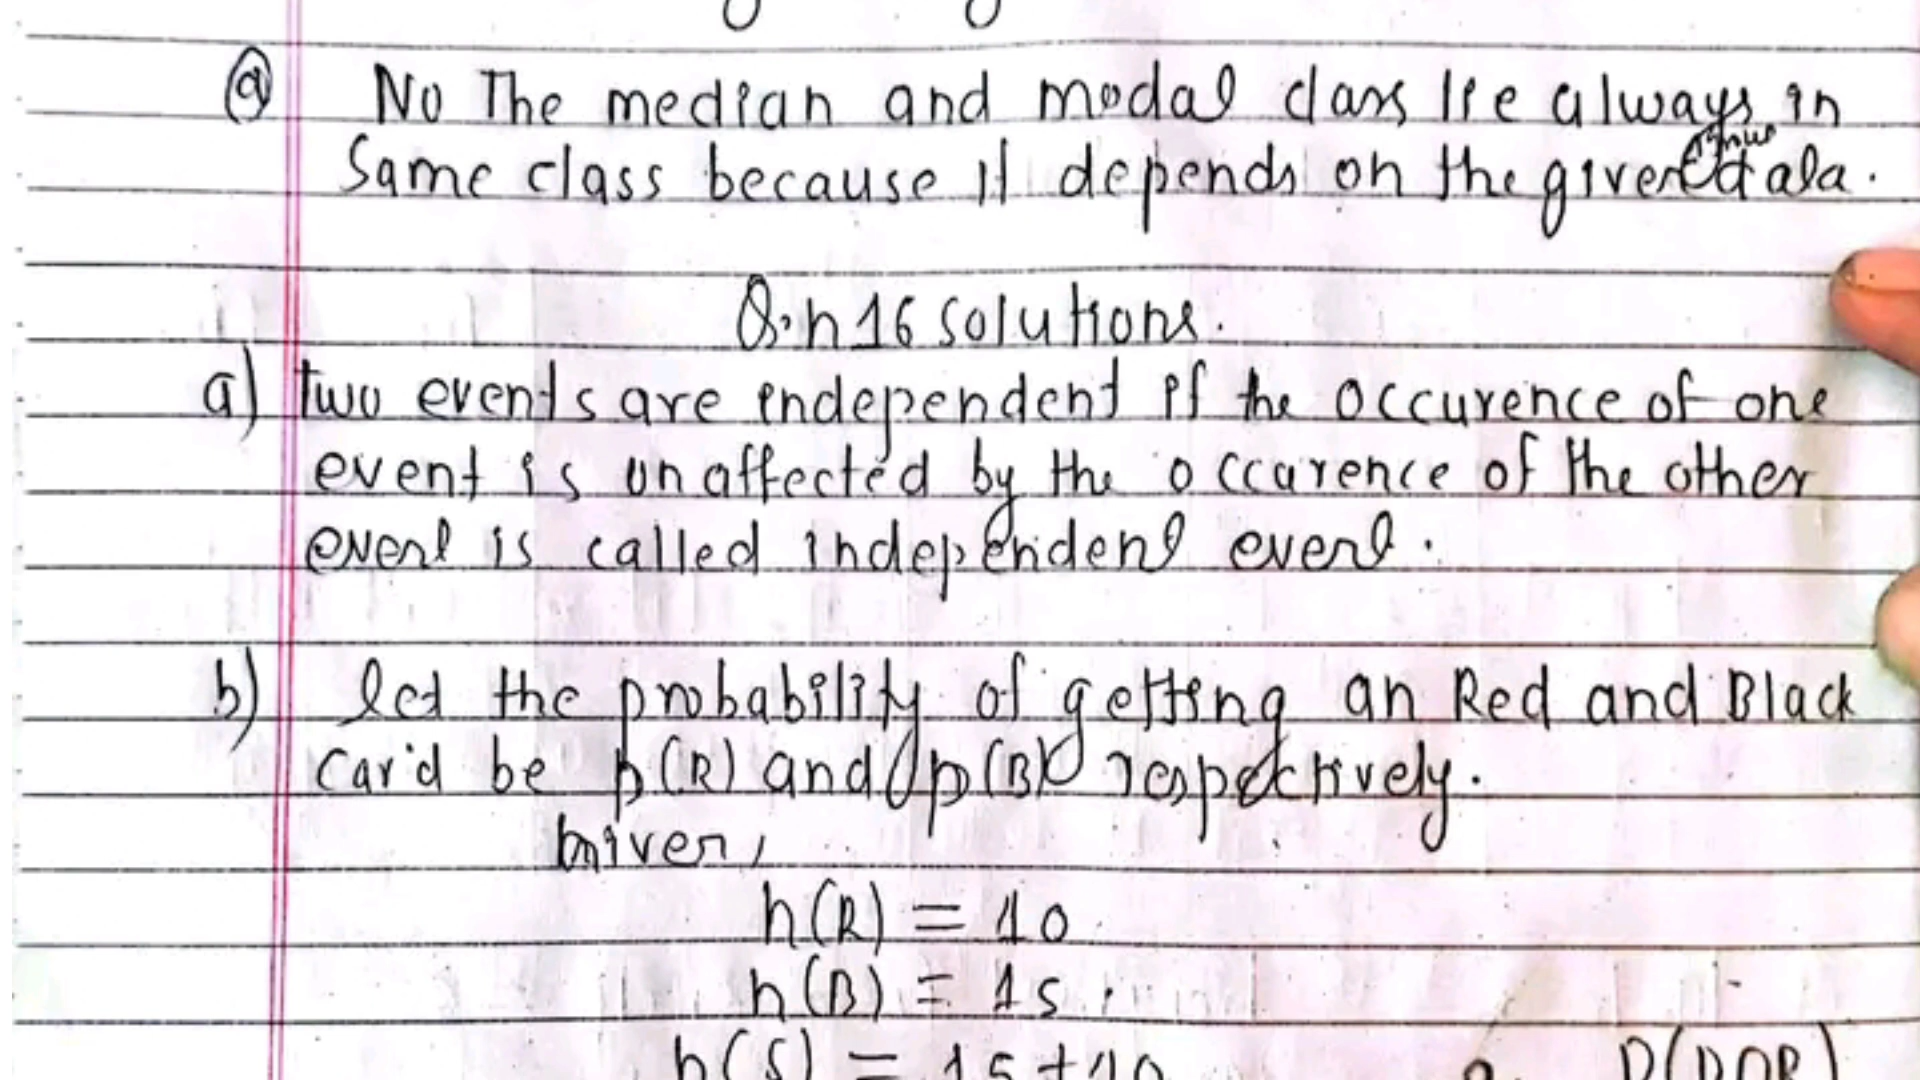 a) No The median and modal class lie always in
Same class because it depends on the given data.
Q.n 16 solutions.
a) Two events are independent if the occurence of one
event is unaffected by the occurence of the other
event is called independent event.
b) let the probability of getting an Red and Black
card be p(R) and p(B) respectively.
Given,
n(R) = 10
n(B) = 15
n(S) = 15+10